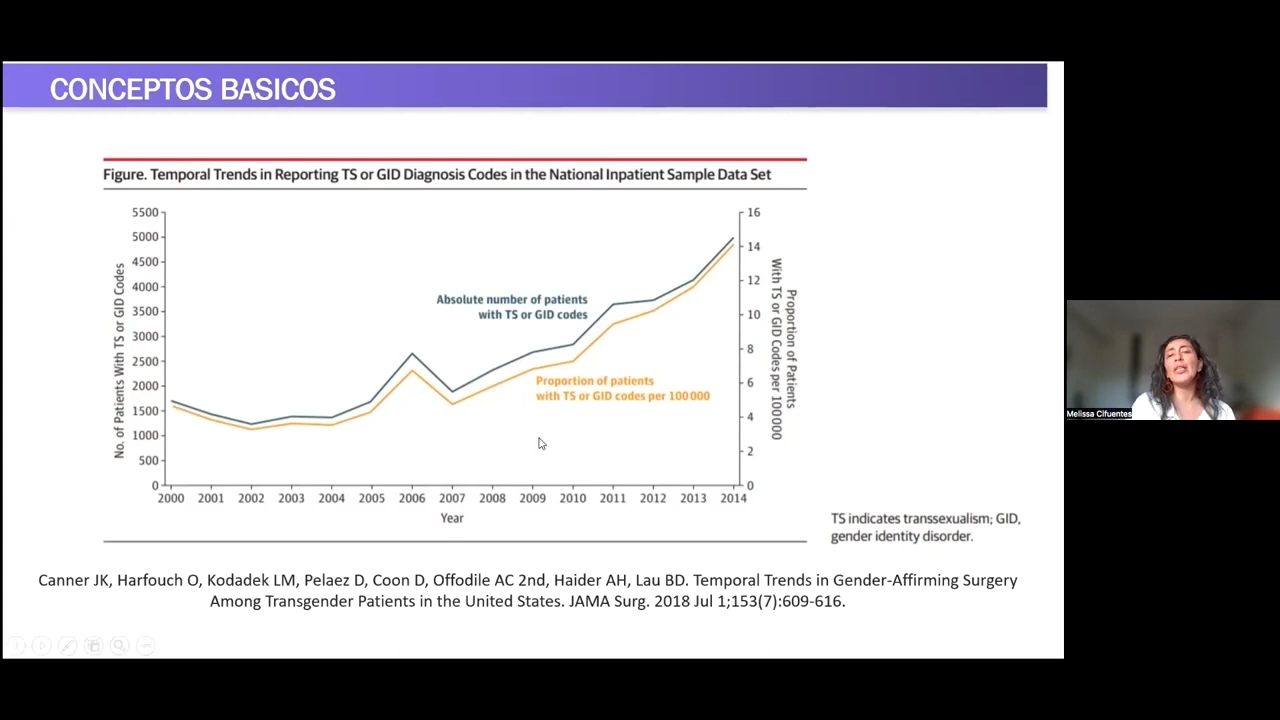 CONCEPTOS BASICOS
Figure. Temporal Trends in Reporting TS or GID Diagnosis Codes in the National Inpatient Sample Data Set
5500
5000
4500
4000
3500
3000
2500
2000
1500
1000
500
0
No. of Patients With TS or GID Codes
Absolute number of patients
with TS or GID codes
Proportion of patients
with TS or GID codes per 100 000
16
14
12
10
8
6
4
2
0
Proportion of Patients
With TS or GID Codes per 100 000
2000 2001 2002 2003 2004 2005 2006 2007 2008 2009 2010 2011 2012 2013 2014
Year
TS indicates transsexualism; GID,
gender identity disorder.
Canner JK, Harfouch O, Kodadek LM, Pelaez D, Coon D, Offodile AC 2nd, Haider AH, Lau BD. Temporal Trends in Gender-Affirming Surgery
Among Transgender Patients in the United States. JAMA Surg. 2018 Jul 1;153(7):609-616.
Melissa Cifuentes